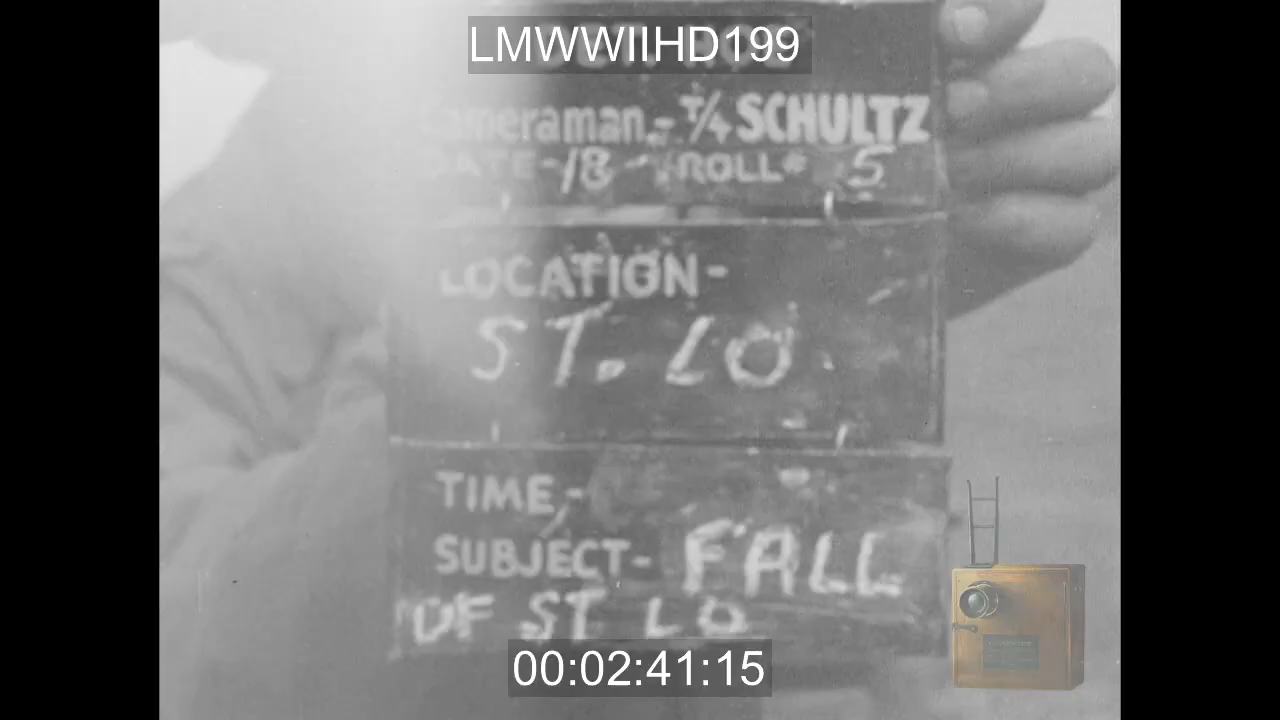 LMWWIIHD199
Cameraman.- T/4 SCHULTZ
DATE-18- ROLL# 5
LOCATION-
ST. LO.
TIME,-
SUBJECT- FALL
OF ST LO
00:02:41:15